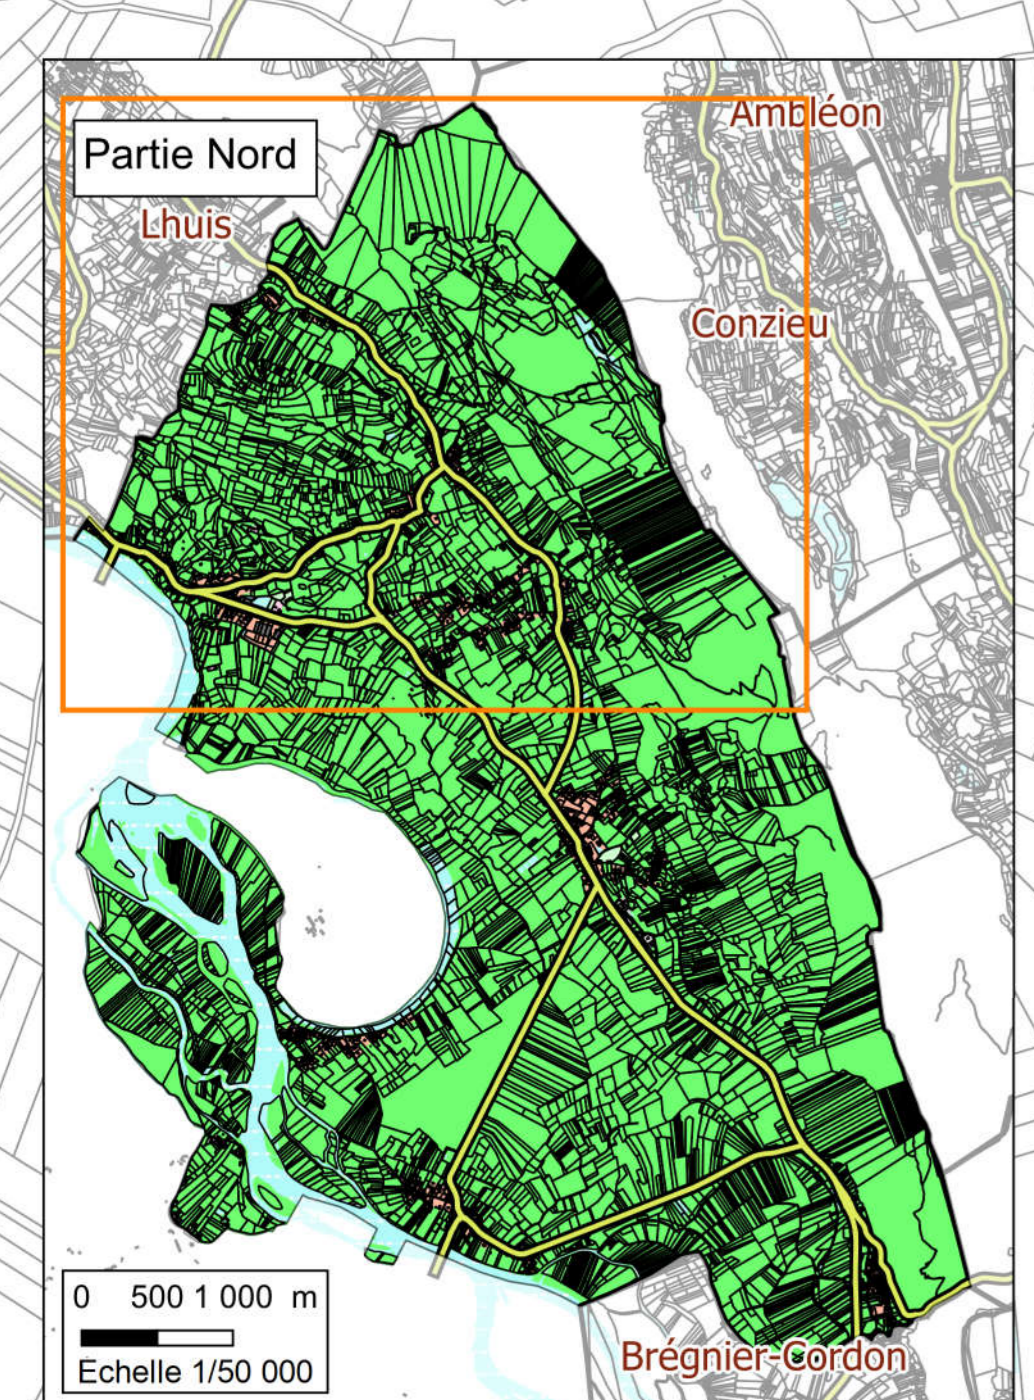 Ambléon
Partie Nord
Lhuis
Conzieu
0 500 1 000 m
Echelle 1/50 000
Brégnier-Cordon